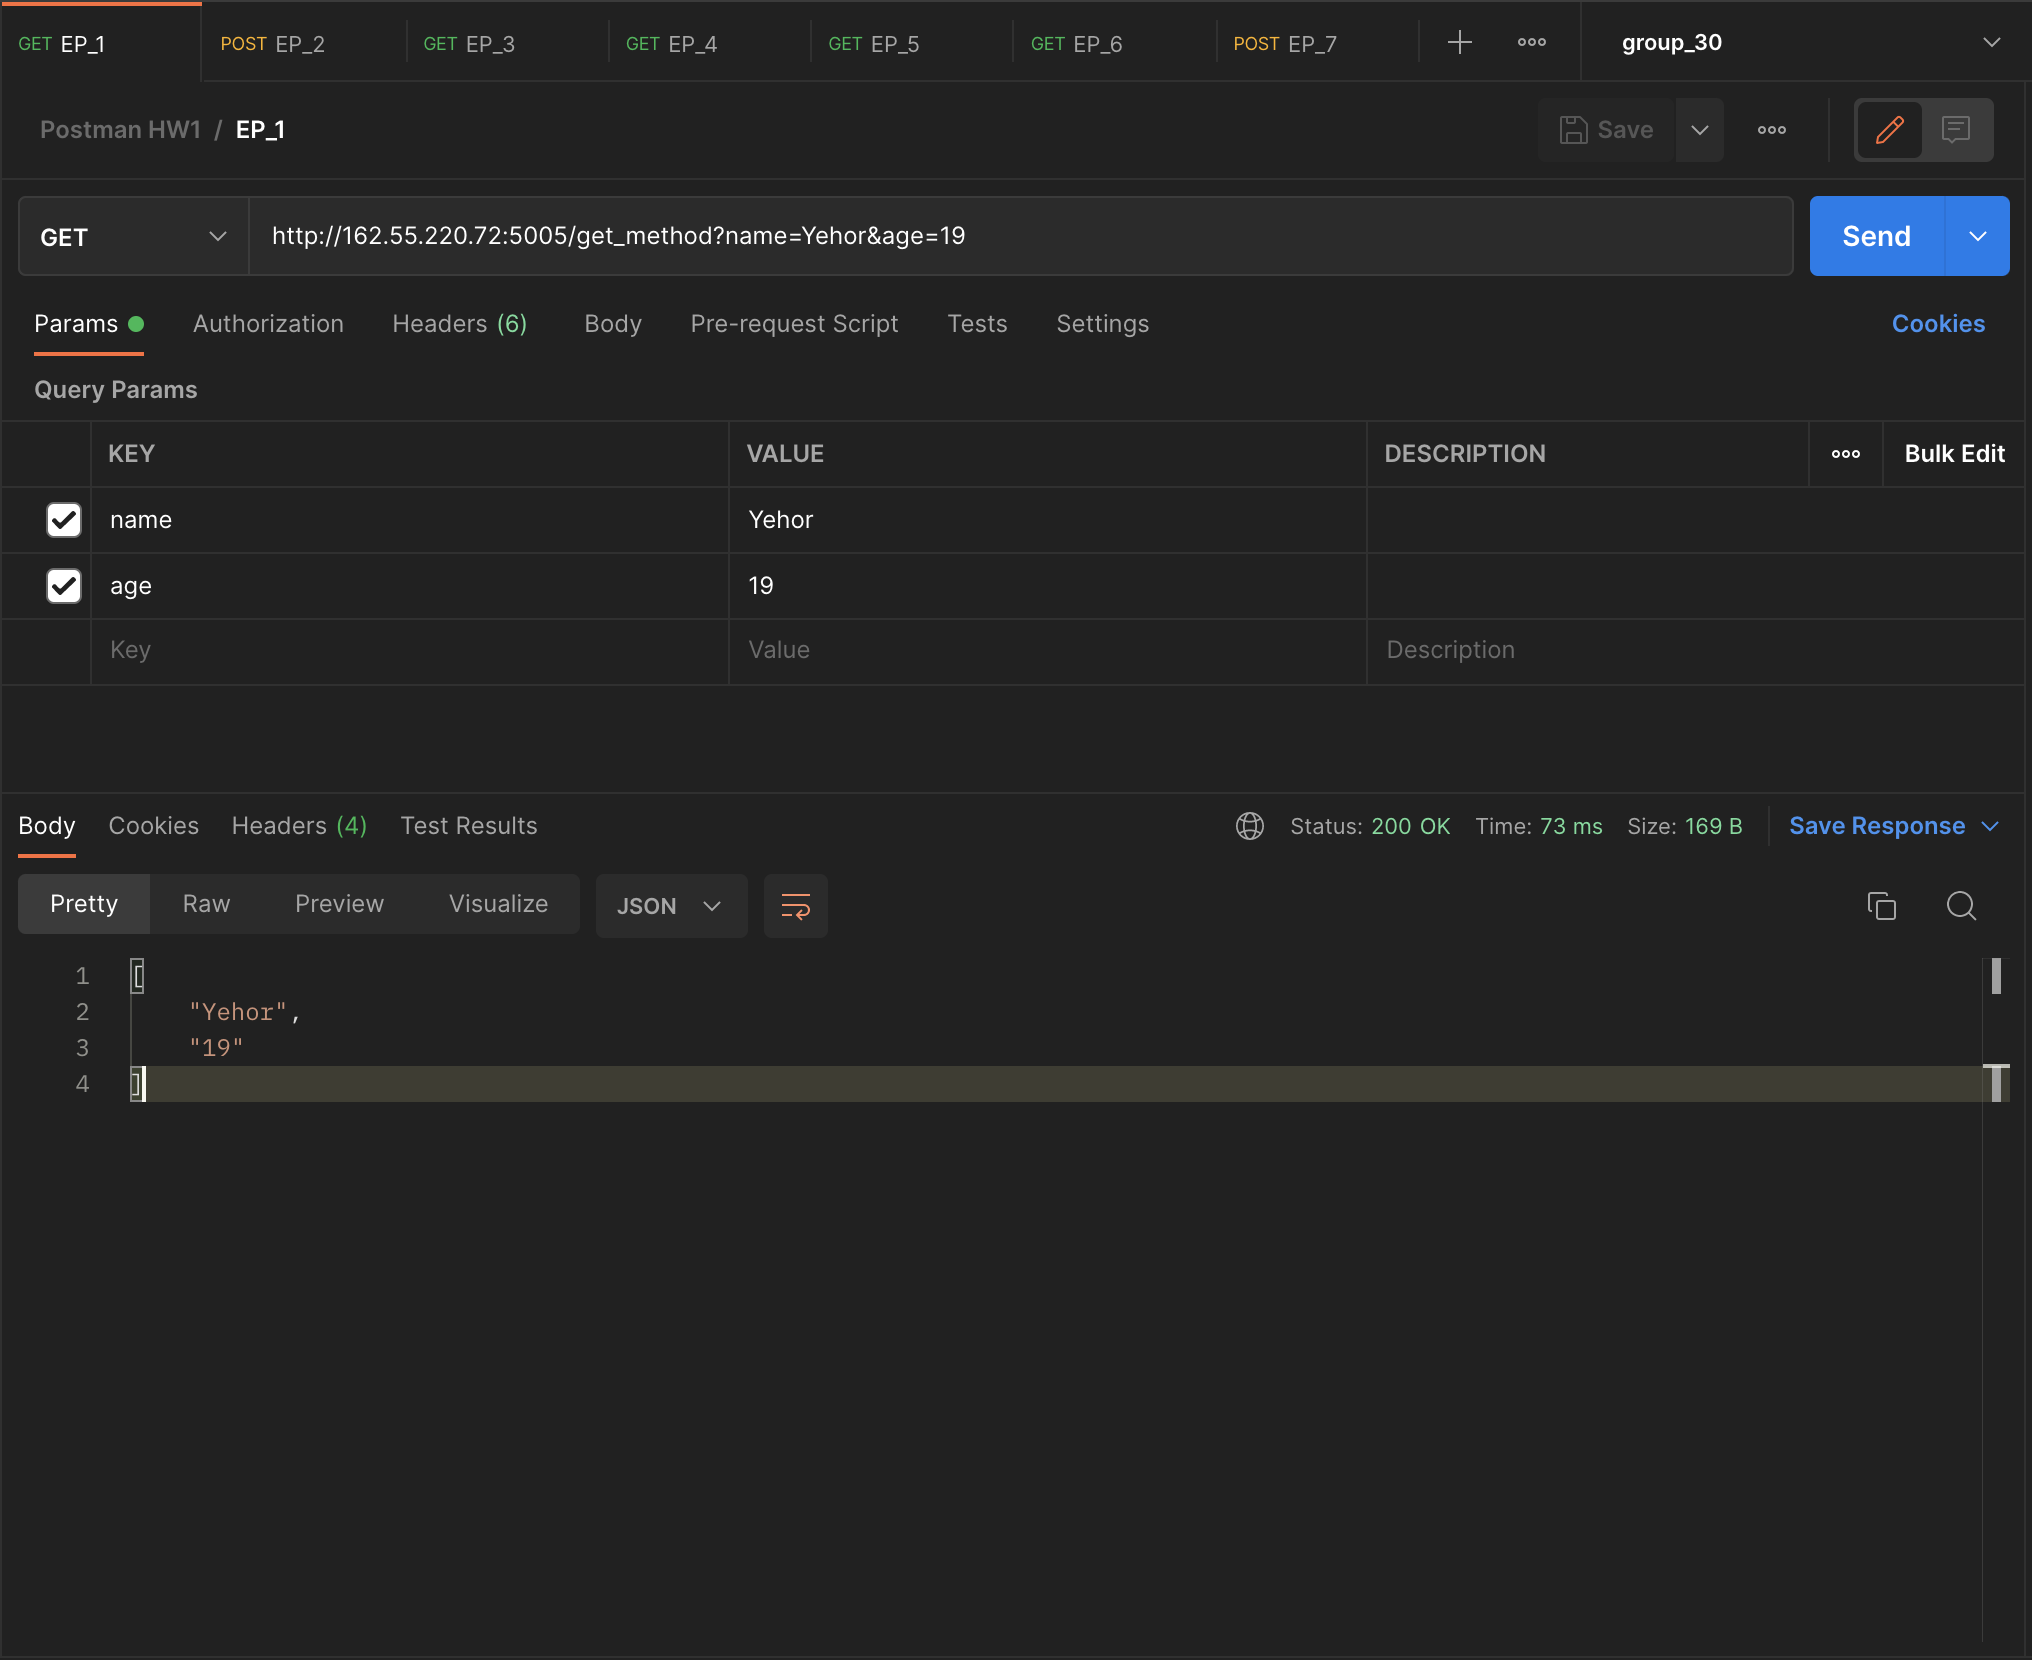 GET EP_1 POST EP_2 GET EP_3 GET EP_4 GET EP_5 GET EP_6 POST EP_7 group_30
Postman HW1 / EP_1 Save
GET http://162.55.220.72:5005/get_method?name=Yehor&age=19 Send
Params Authorization Headers (6) Body Pre-request Script Tests Settings Cookies
Query Params
KEY VALUE DESCRIPTION Bulk Edit
name Yehor
age 19
Key Value Description
Body Cookies Headers (4) Test Results Status: 200 OK Time: 73 ms Size: 169 B Save Response
Pretty Raw Preview Visualize JSON
1 [
2 "Yehor",
3 "19"
4 ]